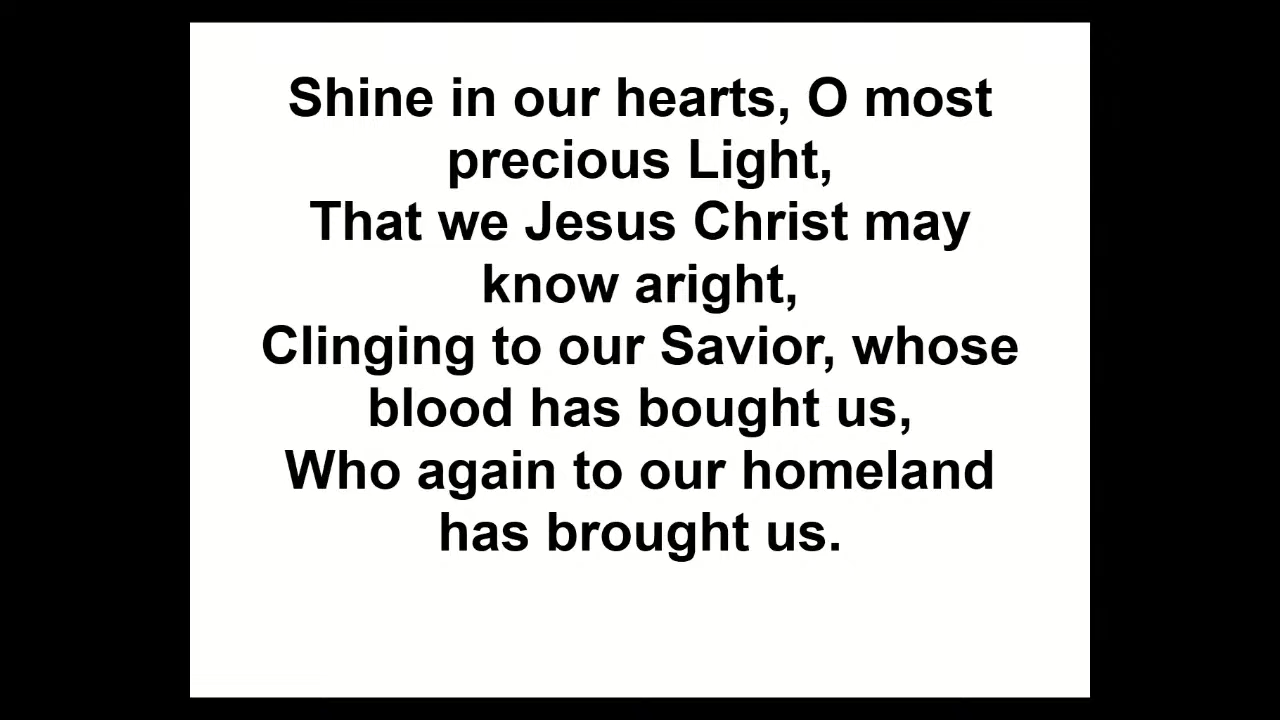 Shine in our hearts, O most
precious Light,
That we Jesus Christ may
know aright,
Clinging to our Savior, whose
blood has bought us,
Who again to our homeland
has brought us.